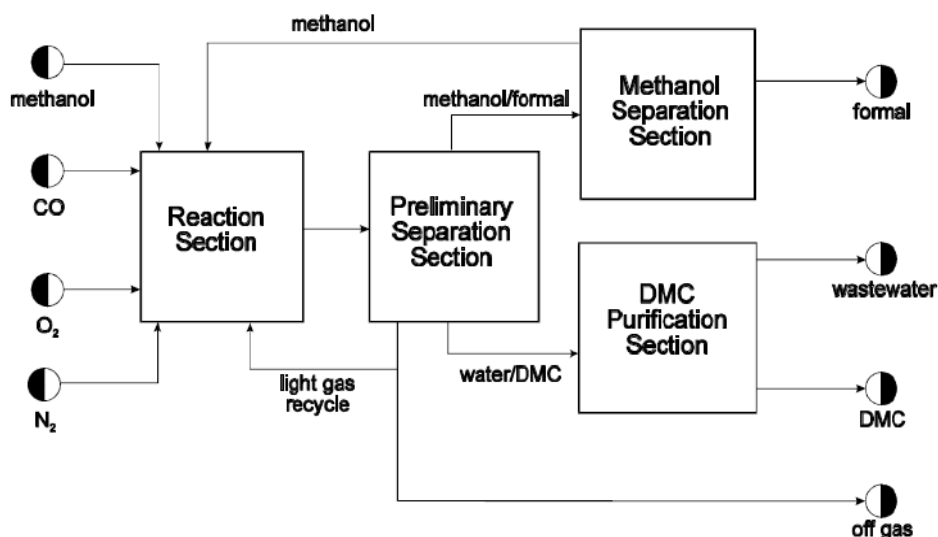 methanol
methanol
CO
O₂
N₂
Reaction
Section
methanol/formal
Preliminary
Separation
Section
light gas
recycle
water/DMC
Methanol
Separation
Section
formal
DMC
Purification
Section
wastewater
DMC
off gas